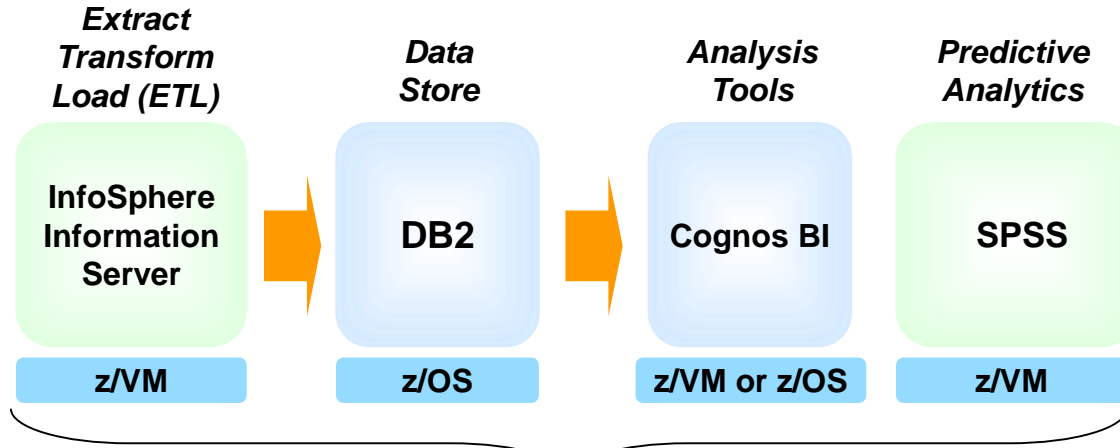 Extract
Transform
Load (ETL)
Data
Store
Analysis
Tools
Predictive
Analytics
InfoSphere
Information
Server
DB2
Cognos BI
SPSS
z/VM
z/OS
z/VM or z/OS
z/VM